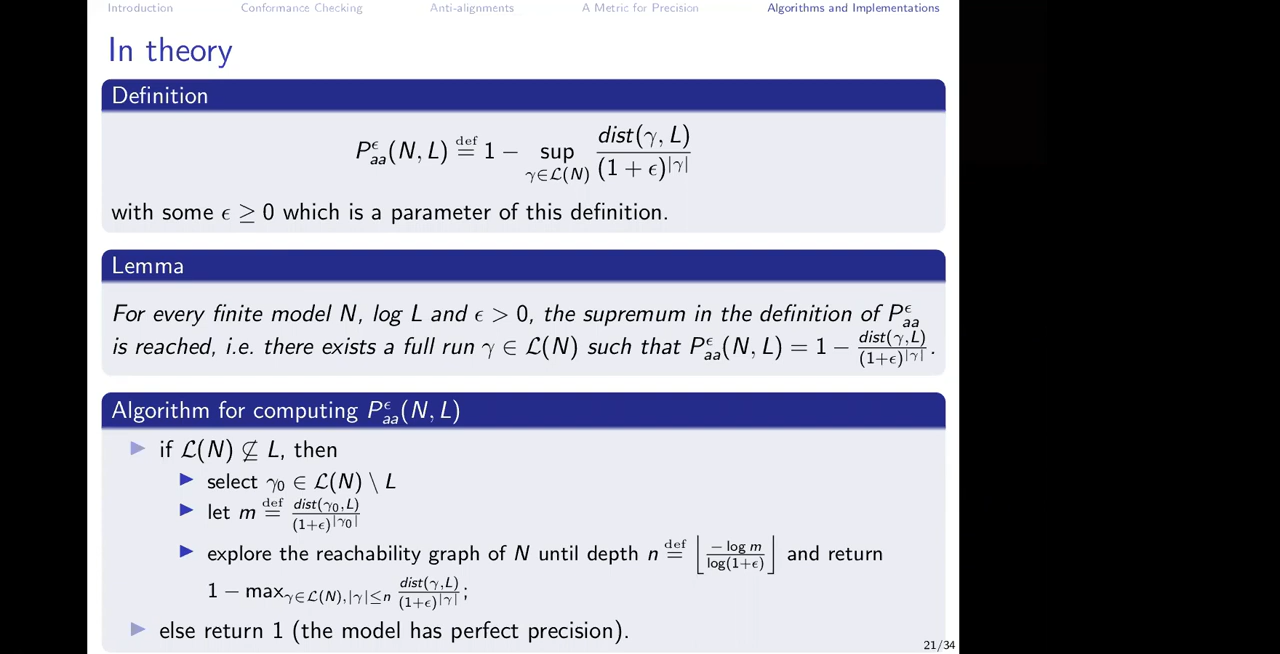 Introduction Conformance Checking Anti-alignments A Metric for Precision Algorithms and Implementations
In theory
Definition
P^ϵ_aa(N, L) def= 1 − sup_{γ∈ℒ(N)} dist(γ, L) / (1 + ϵ)^|γ|
with some ϵ ≥ 0 which is a parameter of this definition.
Lemma
For every finite model N, log L and ϵ > 0, the supremum in the definition of P^ϵ_aa
is reached, i.e. there exists a full run γ ∈ ℒ(N) such that P^ϵ_aa(N, L) = 1 − dist(γ,L) / (1+ϵ)^|γ| .
Algorithm for computing P^ϵ_aa(N, L)
▶ if ℒ(N) ⊈ L, then
▶ select γ₀ ∈ ℒ(N) \ L
▶ let m def= dist(γ₀,L) / (1+ϵ)^|γ₀|
▶ explore the reachability graph of N until depth n def= ⌊ −log m / log(1+ϵ) ⌋ and return
1 − max_{γ∈ℒ(N),|γ|≤n} dist(γ,L) / (1+ϵ)^|γ| ;
▶ else return 1 (the model has perfect precision).
21/34